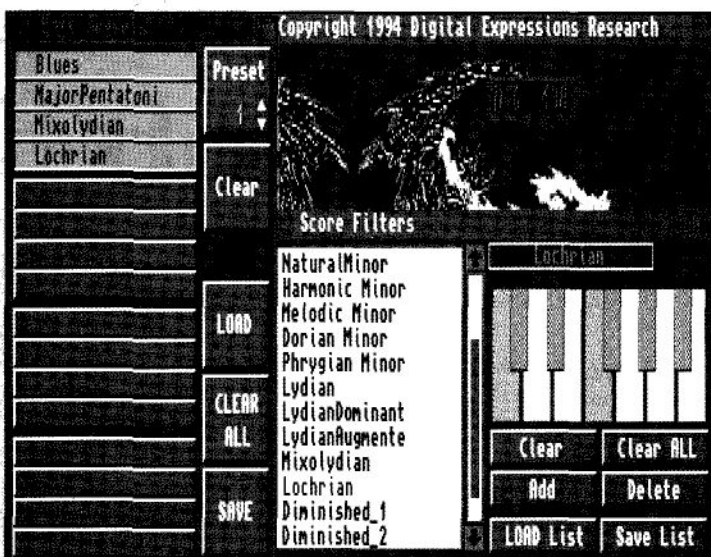 Copyright 1994 Digital Expressions Research
Blues
MajorPentatoni
Mixolydian
Lochrian
Preset
1
Clear
LOAD
CLEAR
ALL
SAVE
Score Filters
NaturalMinor
Harmonic Minor
Melodic Minor
Dorian Minor
Phrygian Minor
Lydian
LydianDominant
LydianAugmente
Mixolydian
Lochrian
Diminished_1
Diminished_2
Lochrian
Clear
Clear ALL
Add
Delete
LOAD List
Save List